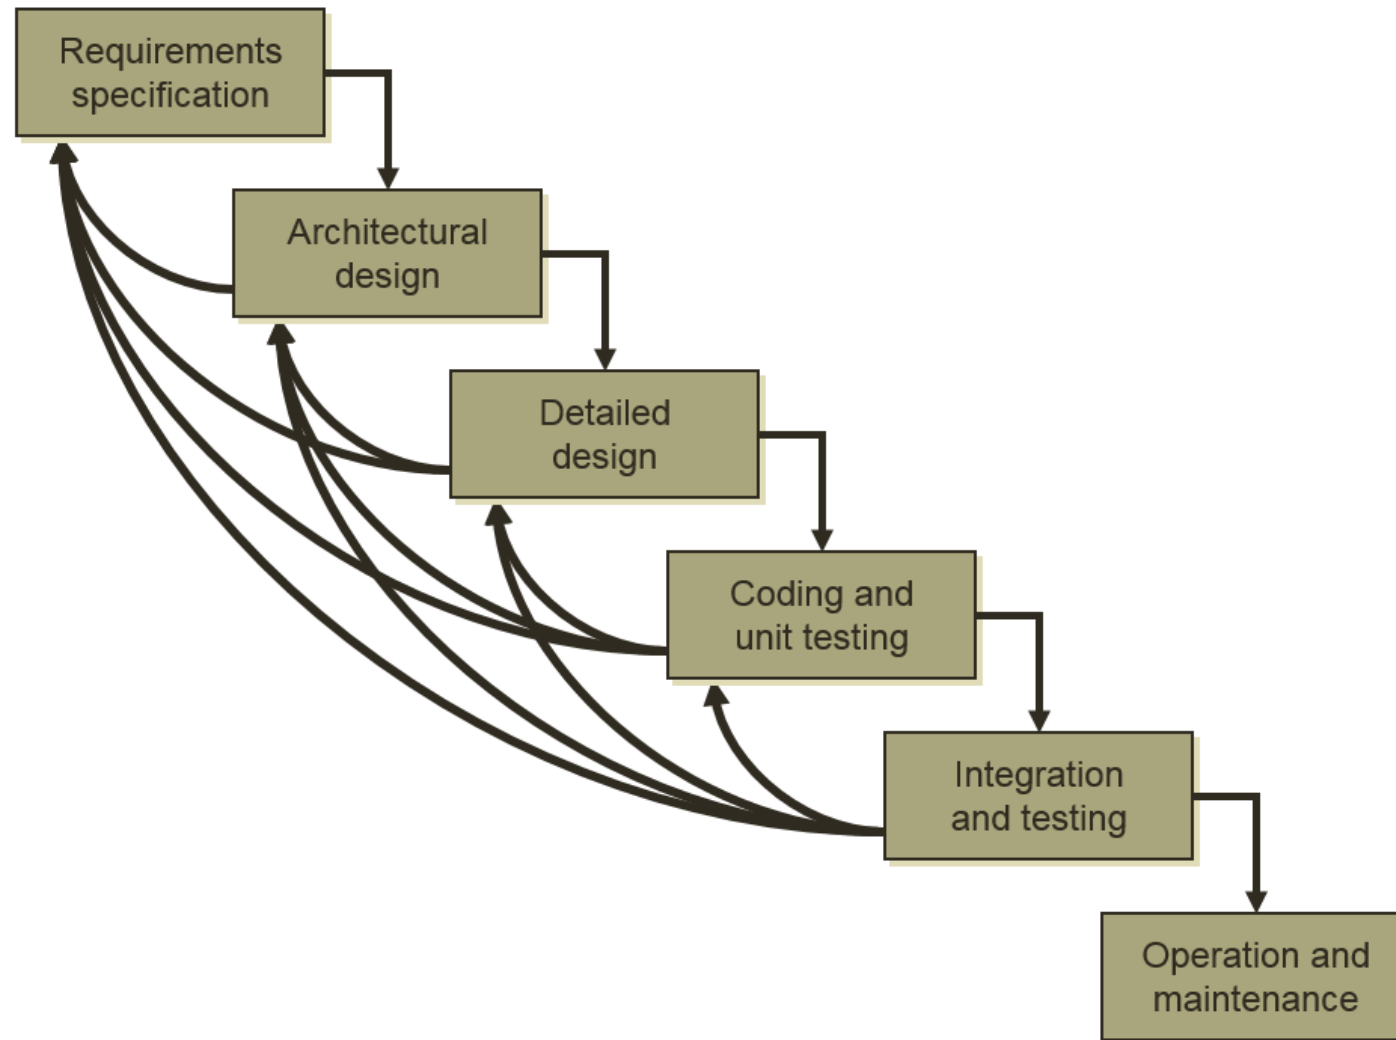 Requirements
specification
Architectural
design
Detailed
design
Coding and
unit testing
Integration
and testing
Operation and
maintenance